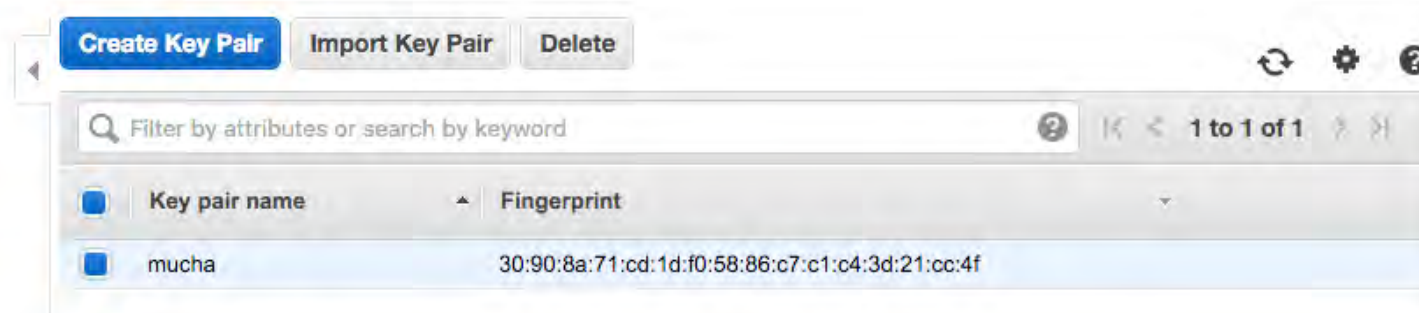 Create Key Pair Import Key Pair Delete
Filter by attributes or search by keyword 1 to 1 of 1
Key pair name Fingerprint
mucha 30:90:8a:71:cd:1d:f0:58:86:c7:c1:c4:3d:21:cc:4f